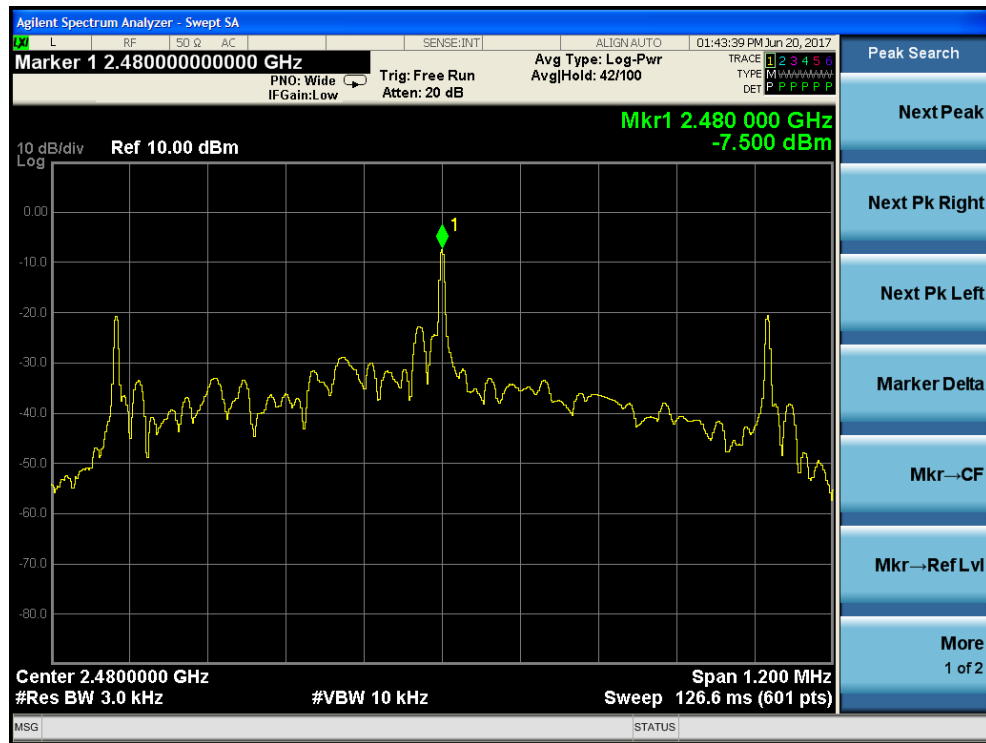 Agilent Spectrum Analyzer - Swept SA
LXI L RF 50 Ω AC SENSE:INT ALIGN AUTO 01:43:39 PM Jun 20, 2017
Marker 1 2.480000000000 GHz
PNO: Wide Trig: Free Run Avg Type: Log-Pwr TRACE 1 2 3 4 5 6
IFGain:Low Atten: 20 dB Avg|Hold: 42/100 TYPE M WWWWW
DET P P P P P P
Mkr1 2.480 000 GHz
-7.500 dBm
10 dB/div Ref 10.00 dBm
Log
1
0.00
-10.0
-20.0
-30.0
-40.0
-50.0
-60.0
-70.0
-80.0
Center 2.4800000 GHz Span 1.200 MHz
#Res BW 3.0 kHz #VBW 10 kHz Sweep 126.6 ms (601 pts)
MSG STATUS
Peak Search
Next Peak
Next Pk Right
Next Pk Left
Marker Delta
Mkr→CF
Mkr→Ref Lvl
More
1 of 2